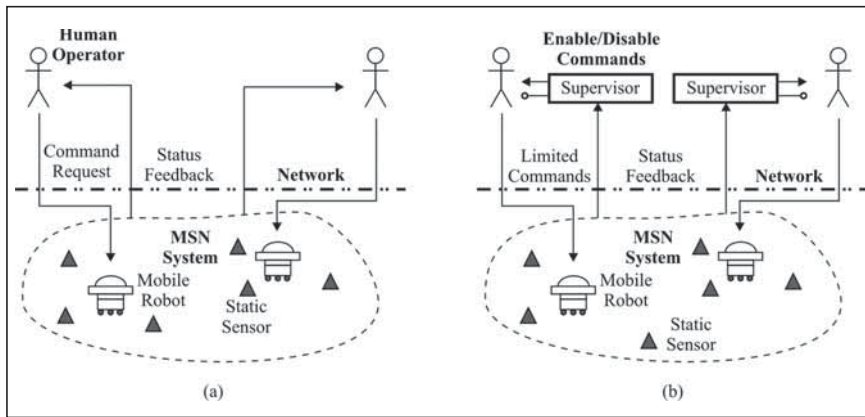 Human
Operator
Command
Request
Status
Feedback
Network
MSN
System
Mobile
Robot
Static
Sensor
(a)
Enable/Disable
Commands
Supervisor
Supervisor
Limited
Commands
Status
Feedback
Network
MSN
System
Mobile
Robot
Static
Sensor
(b)